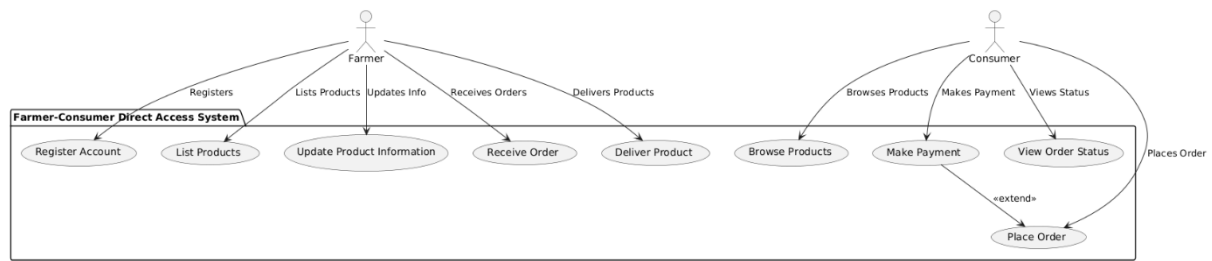 Farmer
Consumer
Registers
Lists Products
Updates Info
Receives Orders
Delivers Products
Browses Products
Makes Payment
Views Status
Farmer-Consumer Direct Access System
Register Account
List Products
Update Product Information
Receive Order
Deliver Product
Browse Products
Make Payment
View Order Status
Places Order
«extend»
Place Order